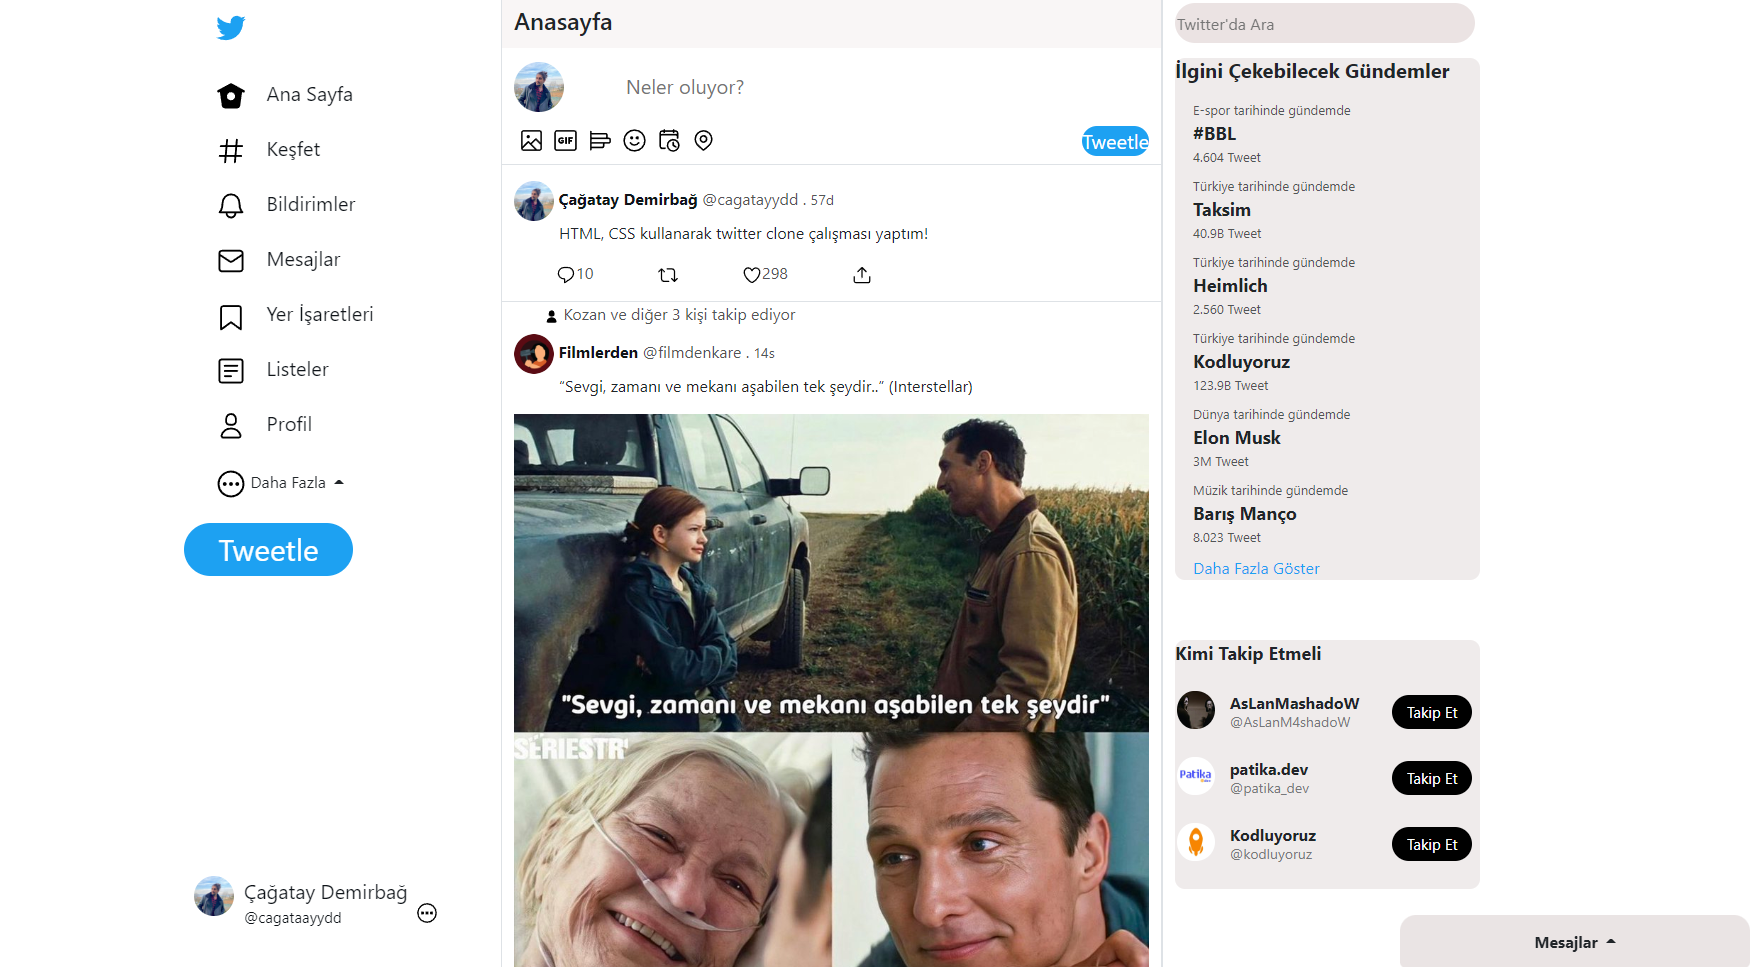 Ana Sayfa
Keşfet
Bildirimler
Mesajlar
Yer İşaretleri
Listeler
Profil
Daha Fazla
Tweetle
Çağatay Demirbağ
@cagataayydd
Anasayfa
Neler oluyor?
GIF
Tweetle
Çağatay Demirbağ @cagatayydd . 57d
HTML, CSS kullanarak twitter clone çalışması yaptım!
10 298
Kozan ve diğer 3 kişi takip ediyor
Filmlerden @filmdenkare . 14s
“Sevgi, zamanı ve mekanı aşabilen tek şeydir..” (Interstellar)
"Sevgi, zamanı ve mekanı aşabilen tek şeydir"
SERIESTR
Twitter'da Ara
İlgini Çekebilecek Gündemler
E-spor tarihinde gündemde
#BBL
4.604 Tweet
Türkiye tarihinde gündemde
Taksim
40.9B Tweet
Türkiye tarihinde gündemde
Heimlich
2.560 Tweet
Türkiye tarihinde gündemde
Kodluyoruz
123.9B Tweet
Dünya tarihinde gündemde
Elon Musk
3M Tweet
Müzik tarihinde gündemde
Barış Manço
8.023 Tweet
Daha Fazla Göster
Kimi Takip Etmeli
AsLanMashadoW
@AsLanM4shadoW
Takip Et
Patika
patika.dev
@patika_dev
Takip Et
Kodluyoruz
@kodluyoruz
Takip Et
Mesajlar